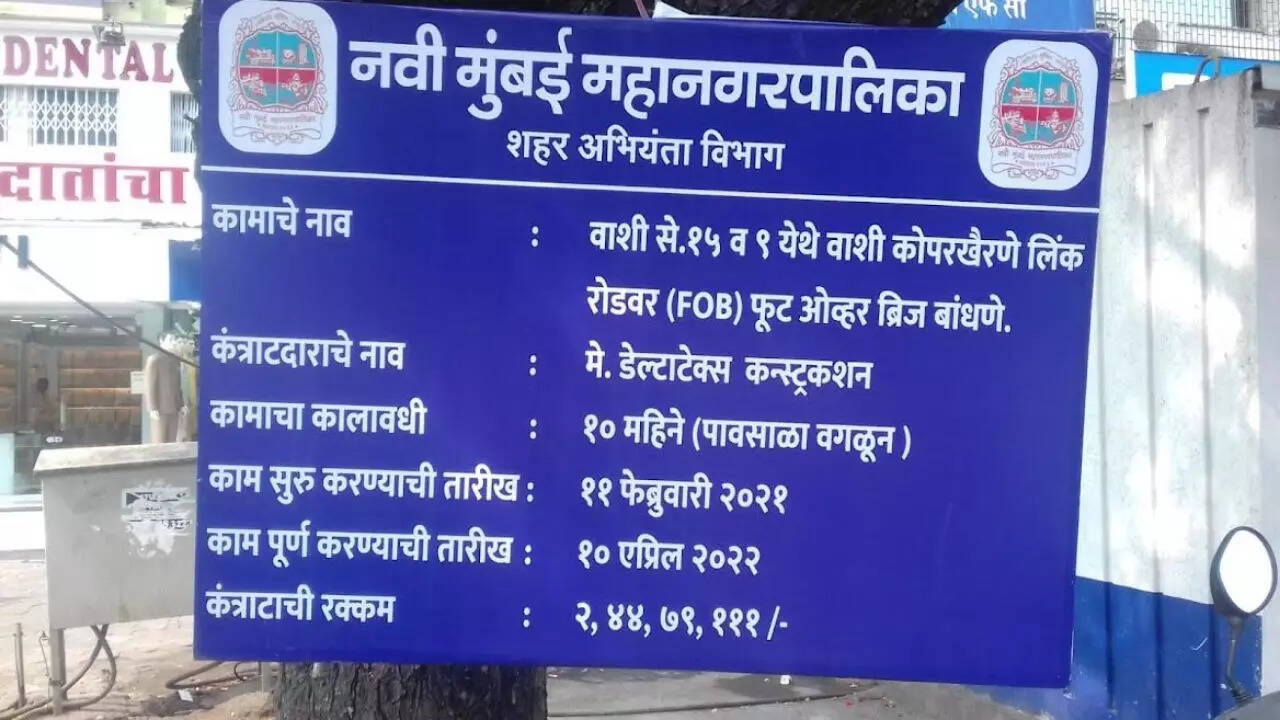 एफ सी
DENTAL
दातांचा
नवी मुंबई महानगरपालिका
शहर अभियंता विभाग
कामाचे नाव : वाशी से.१५ व ९ येथे वाशी कोपरखैरणे लिंक
रोडवर (FOB) फूट ओव्हर ब्रिज बांधणे.
कंत्राटदाराचे नाव : मे. डेल्टाटेक्स कन्स्ट्रकशन
कामाचा कालावधी : १० महिने (पावसाळा वगळून )
काम सुरु करण्याची तारीख : ११ फेब्रुवारी २०२१
काम पूर्ण करण्याची तारीख : १० एप्रिल २०२२
कंत्राटाची रक्कम : २, ४४, ७९, १११ /-